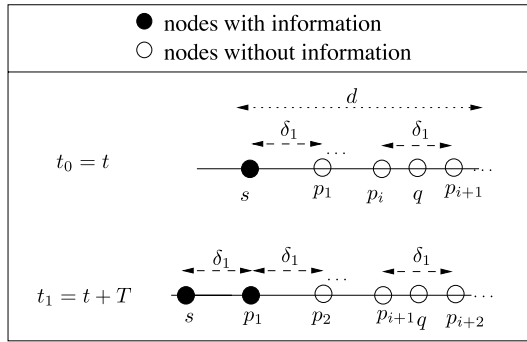 nodes with information
nodes without information
d
δ₁ δ₁
t₀ = t
...
...
s p₁ pᵢ q pᵢ₊₁
δ₁ δ₁ δ₁
t₁ = t + T
...
...
s p₁ p₂ pᵢ₊₁ q pᵢ₊₂